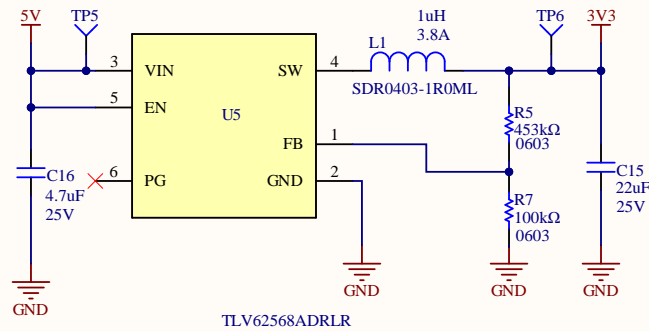 5V
TP5
1uH
3.8A
TP6
3V3
L1
3
VIN
SW
4
SDR0403-1R0ML
5
EN
U5
R5
453kΩ
0603
FB
1
C16
4.7uF
25V
6
PG
GND
2
C15
22uF
25V
R7
100kΩ
0603
GND
GND
GND
GND
TLV62568ADRLR